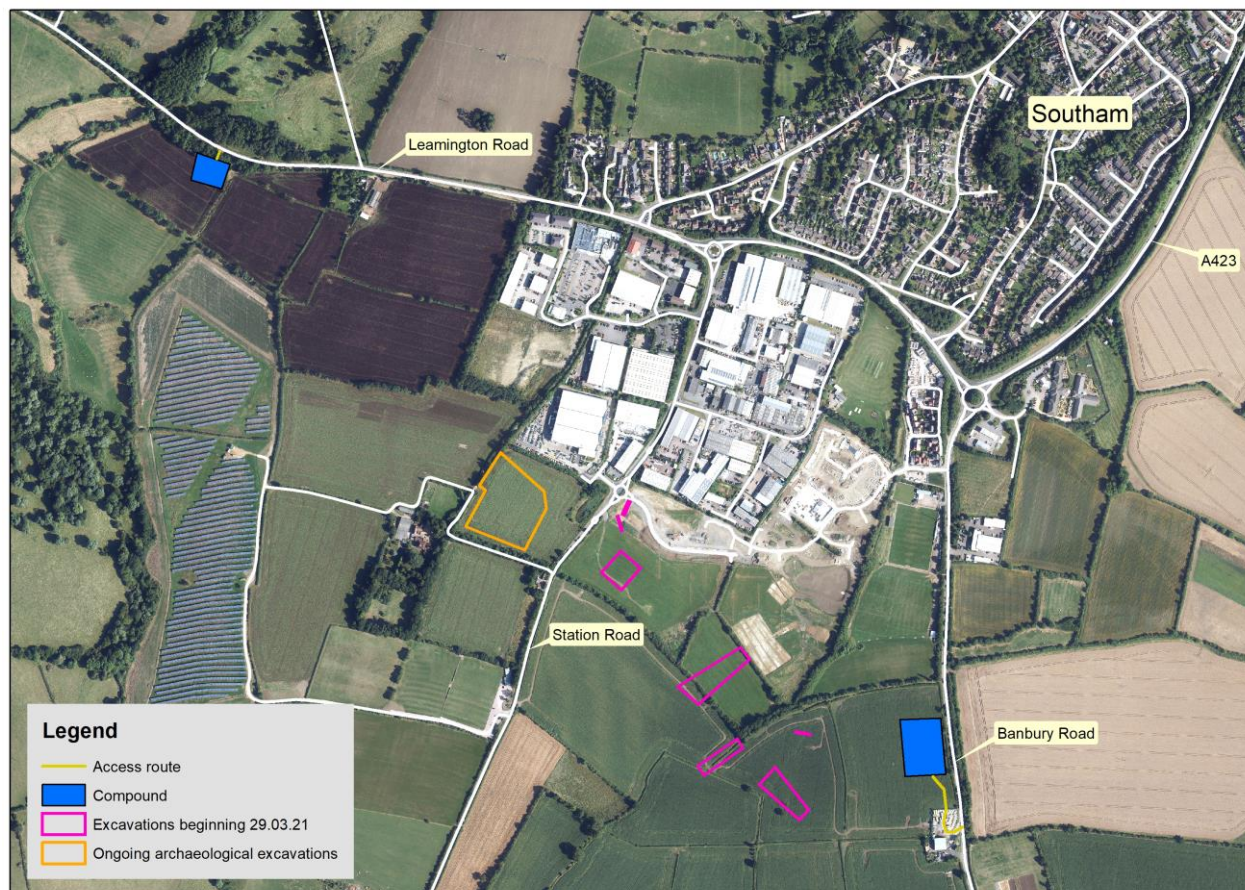 Southam
Leamington Road
A423
Station Road
Banbury Road
Legend
Access route
Compound
Excavations beginning 29.03.21
Ongoing archaeological excavations